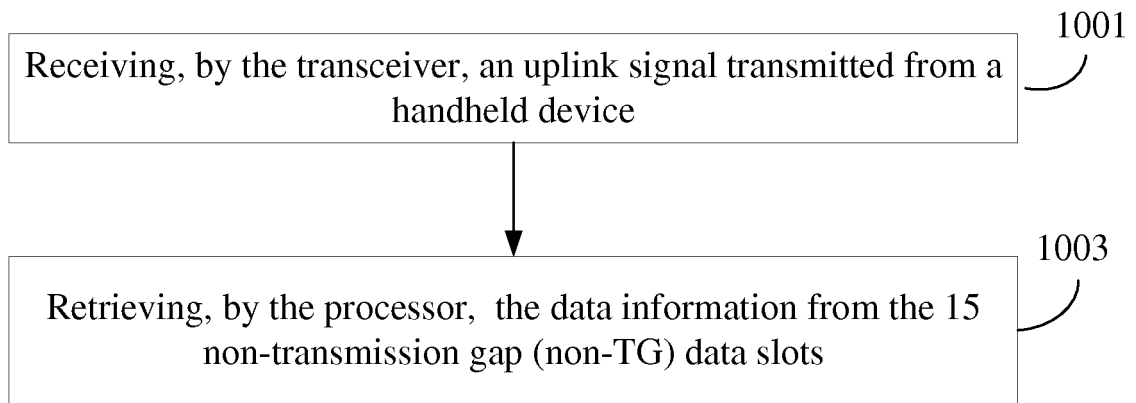 1001
Receiving, by the transceiver, an uplink signal transmitted from a
handheld device
1003
Retrieving, by the processor, the data information from the 15
non-transmission gap (non-TG) data slots